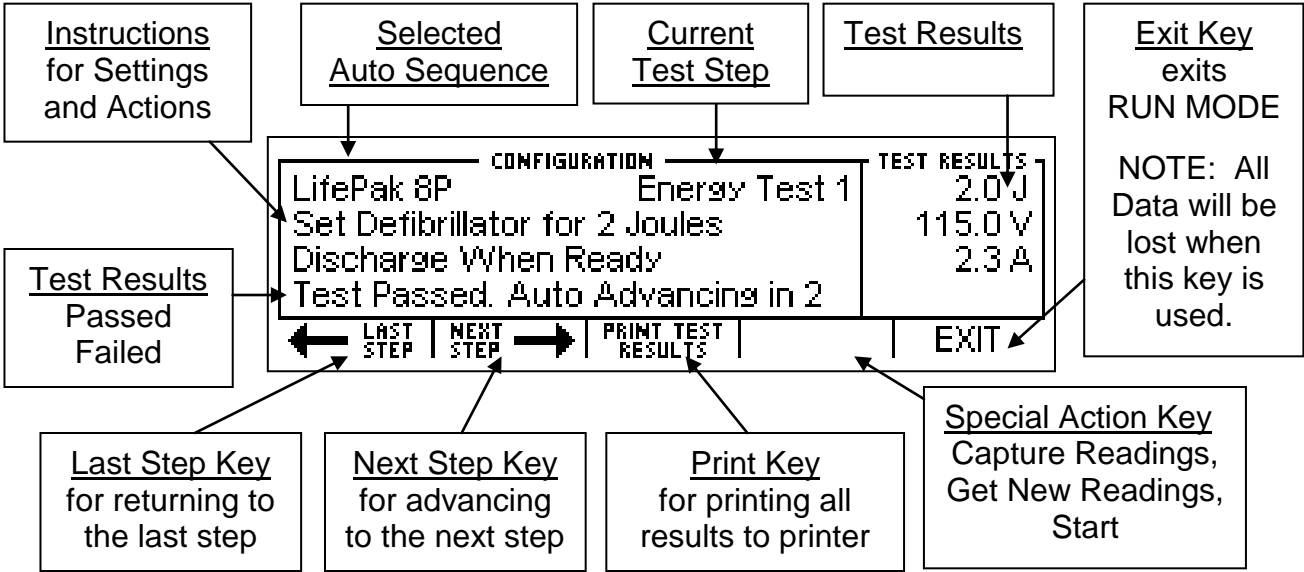 Instructions
for Settings
and Actions
Selected
Auto Sequence
Current
Test Step
Test Results
Exit Key
exits
RUN MODE
NOTE: All
Data will be
lost when
this key is
used.
CONFIGURATION
TEST RESULTS
LifePak 8P Energy Test 1
2.0 J
Set Defibrillator for 2 Joules
115.0 V
Discharge When Ready
2.3 A
Test Passed. Auto Advancing in 2
LAST
STEP
NEXT
STEP
PRINT TEST
RESULTS
EXIT
Test Results
Passed
Failed
Last Step Key
for returning to
the last step
Next Step Key
for advancing
to the next step
Print Key
for printing all
results to printer
Special Action Key
Capture Readings,
Get New Readings,
Start